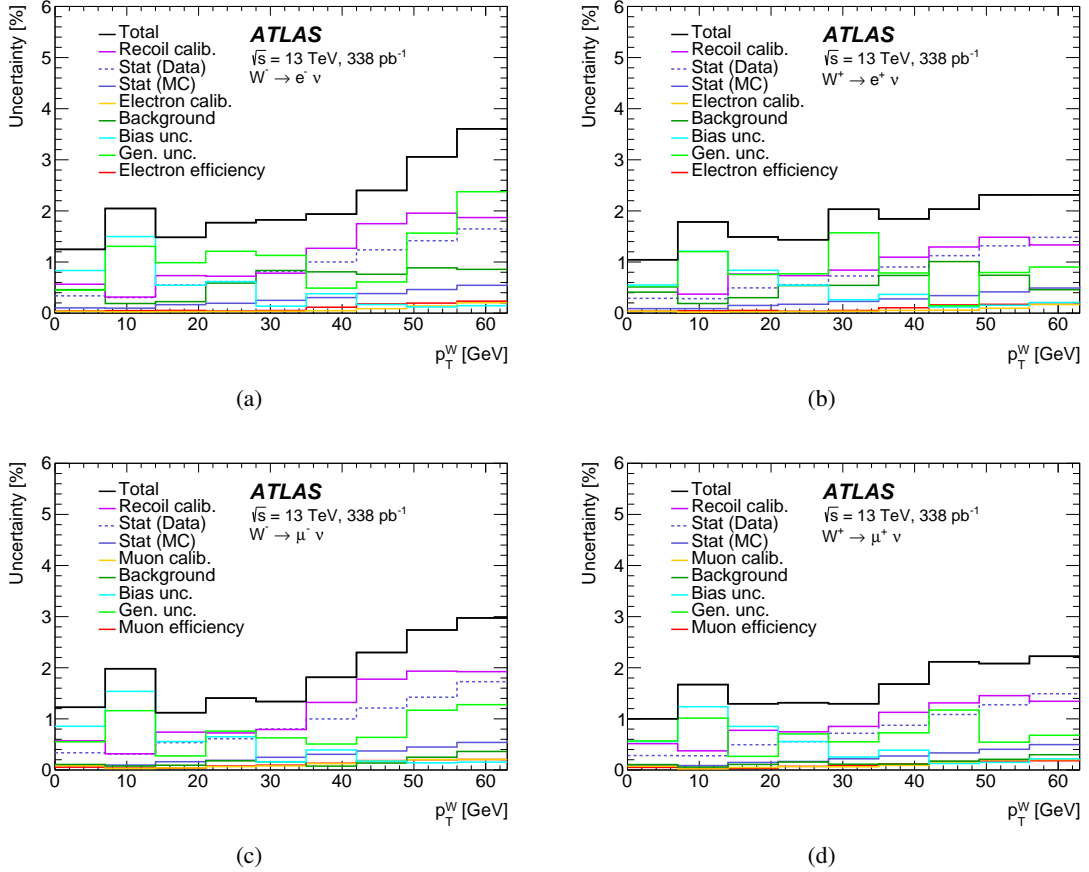 Uncertainty [%]
6
5
4
3
2
1
0
Total
Recoil calib.
Stat (Data)
Stat (MC)
Electron calib.
Background
Bias unc.
Gen. unc.
Electron efficiency
ATLAS
√s = 13 TeV, 338 pb⁻¹
W⁻ → e⁻ ν
0 10 20 30 40 50 60
p_T^W [GeV]
(a)
Uncertainty [%]
6
5
4
3
2
1
0
Total
Recoil calib.
Stat (Data)
Stat (MC)
Electron calib.
Background
Bias unc.
Gen. unc.
Electron efficiency
ATLAS
√s = 13 TeV, 338 pb⁻¹
W⁺ → e⁺ ν
0 10 20 30 40 50 60
p_T^W [GeV]
(b)
Uncertainty [%]
6
5
4
3
2
1
0
Total
Recoil calib.
Stat (Data)
Stat (MC)
Muon calib.
Background
Bias unc.
Gen. unc.
Muon efficiency
ATLAS
√s = 13 TeV, 338 pb⁻¹
W⁻ → μ⁻ ν
0 10 20 30 40 50 60
p_T^W [GeV]
(c)
Uncertainty [%]
6
5
4
3
2
1
0
Total
Recoil calib.
Stat (Data)
Stat (MC)
Muon calib.
Background
Bias unc.
Gen. unc.
Muon efficiency
ATLAS
√s = 13 TeV, 338 pb⁻¹
W⁺ → μ⁺ ν
0 10 20 30 40 50 60
p_T^W [GeV]
(d)